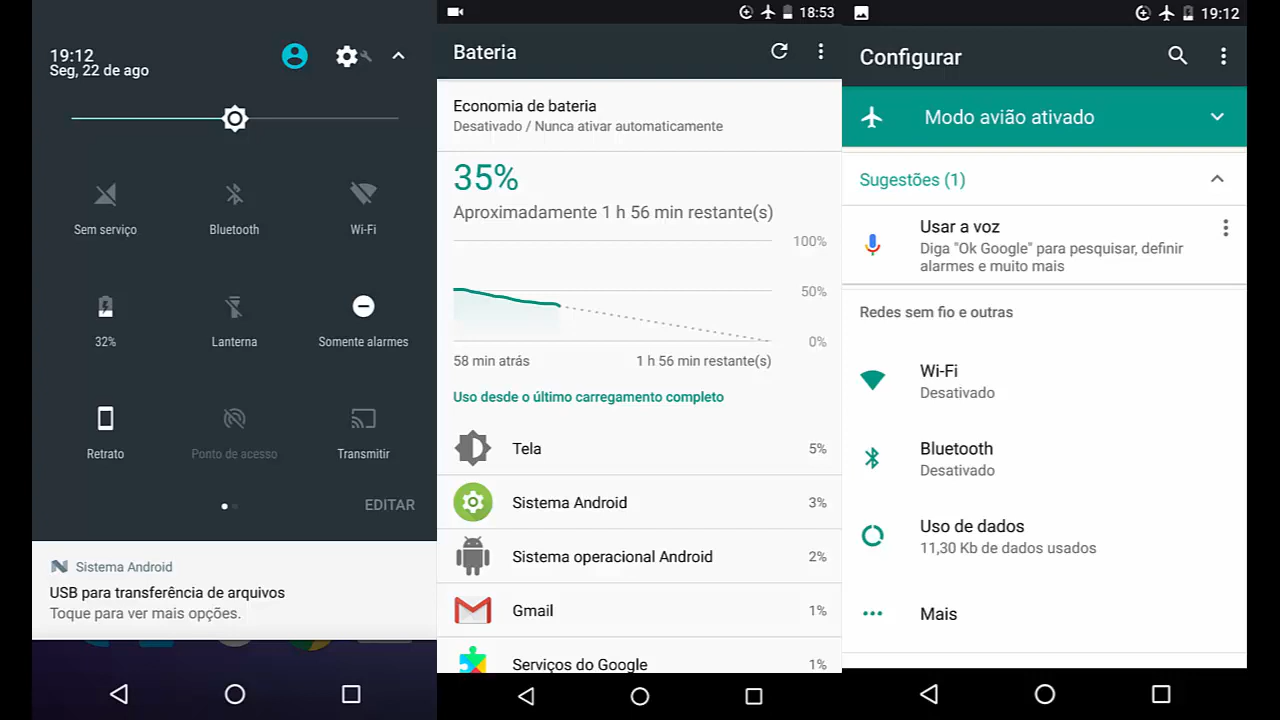 19:12
Seg, 22 de ago
Sem serviço
Bluetooth
Wi-Fi
32%
Lanterna
Somente alarmes
Retrato
Ponto de acesso
Transmitir
EDITAR
Sistema Android
USB para transferência de arquivos
Toque para ver mais opções.
18:53
Bateria
Economia de bateria
Desativado / Nunca ativar automaticamente
35%
Aproximadamente 1 h 56 min restante(s)
100%
50%
0%
58 min atrás
1 h 56 min restante(s)
Uso desde o último carregamento completo
Tela 5%
Sistema Android 3%
Sistema operacional Android 2%
Gmail 1%
Serviços do Google 1%
19:12
Configurar
Modo avião ativado
Sugestões (1)
Usar a voz
Diga "Ok Google" para pesquisar, definir
alarmes e muito mais
Redes sem fio e outras
Wi-Fi
Desativado
Bluetooth
Desativado
Uso de dados
11,30 Kb de dados usados
Mais